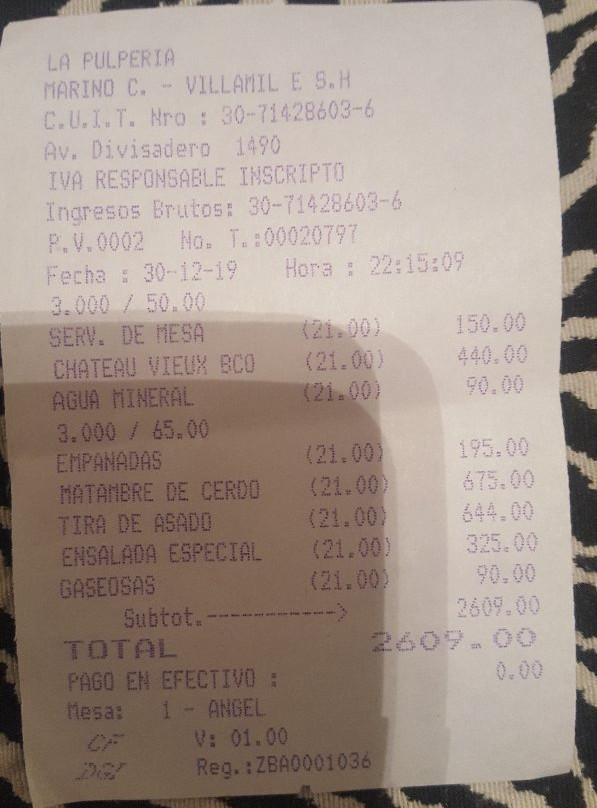 LA PULPERIA
MARINO C. - VILLAMIL E S.H
C.U.I.T. Nro : 30-71428603-6
Av. Divisadero 1490
IVA RESPONSABLE INSCRIPTO
Ingresos Brutos: 30-71428603-6
P.V.0002 No. T.:00020797
Fecha : 30-12-19 Hora : 22:15:09
3.000 / 50.00
SERV. DE MESA (21.00) 150.00
CHATEAU VIEUX BCO (21.00) 440.00
AGUA MINERAL (21.00) 90.00
3.000 / 65.00
EMPANADAS (21.00) 195.00
MATAMBRE DE CERDO (21.00) 675.00
TIRA DE ASADO (21.00) 644.00
ENSALADA ESPECIAL (21.00) 325.00
GASEOSAS (21.00) 90.00
Subtot.-----------> 2609.00
TOTAL 2609.00
PAGO EN EFECTIVO : 0.00
Mesa: 1 - ANGEL
CF V: 01.00
DGI Reg.:ZBA0001036